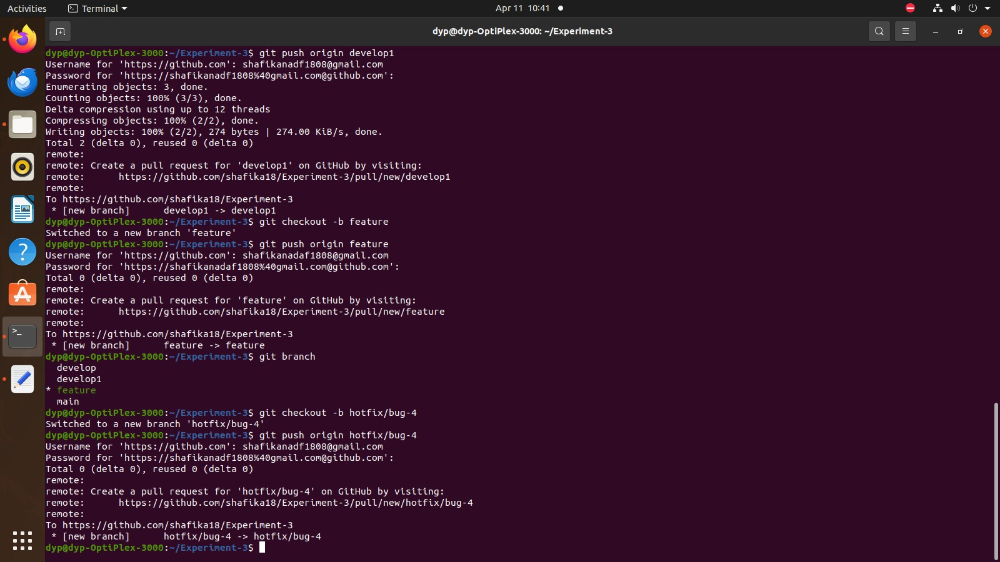 Activities Terminal Apr 11 10:41
dyp@dyp-OptiPlex-3000: ~/Experiment-3
dyp@dyp-OptiPlex-3000:~/Experiment-3$ git push origin develop1
Username for 'https://github.com': shafikanadf1808@gmail.com
Password for 'https://shafikanadf1808%40gmail.com@github.com':
Enumerating objects: 3, done.
Counting objects: 100% (3/3), done.
Delta compression using up to 12 threads
Compressing objects: 100% (2/2), done.
Writing objects: 100% (2/2), 274 bytes | 274.00 KiB/s, done.
Total 2 (delta 0), reused 0 (delta 0)
remote:
remote: Create a pull request for 'develop1' on GitHub by visiting:
remote:      https://github.com/shafika18/Experiment-3/pull/new/develop1
remote:
To https://github.com/shafika18/Experiment-3
 * [new branch]      develop1 -> develop1
dyp@dyp-OptiPlex-3000:~/Experiment-3$ git checkout -b feature
Switched to a new branch 'feature'
dyp@dyp-OptiPlex-3000:~/Experiment-3$ git push origin feature
Username for 'https://github.com': shafikanadaf1808@gmail.com
Password for 'https://shafikanadaf1808%40gmail.com@github.com':
Total 0 (delta 0), reused 0 (delta 0)
remote:
remote: Create a pull request for 'feature' on GitHub by visiting:
remote:      https://github.com/shafika18/Experiment-3/pull/new/feature
remote:
To https://github.com/shafika18/Experiment-3
 * [new branch]      feature -> feature
dyp@dyp-OptiPlex-3000:~/Experiment-3$ git branch
  develop
  develop1
* feature
  main
dyp@dyp-OptiPlex-3000:~/Experiment-3$ git checkout -b hotfix/bug-4
Switched to a new branch 'hotfix/bug-4'
dyp@dyp-OptiPlex-3000:~/Experiment-3$ git push origin hotfix/bug-4
Username for 'https://github.com': shafikanadf1808@gmail.com
Password for 'https://shafikanadf1808%40gmail.com@github.com':
Total 0 (delta 0), reused 0 (delta 0)
remote:
remote: Create a pull request for 'hotfix/bug-4' on GitHub by visiting:
remote:      https://github.com/shafika18/Experiment-3/pull/new/hotfix/bug-4
remote:
To https://github.com/shafika18/Experiment-3
 * [new branch]      hotfix/bug-4 -> hotfix/bug-4
dyp@dyp-OptiPlex-3000:~/Experiment-3$